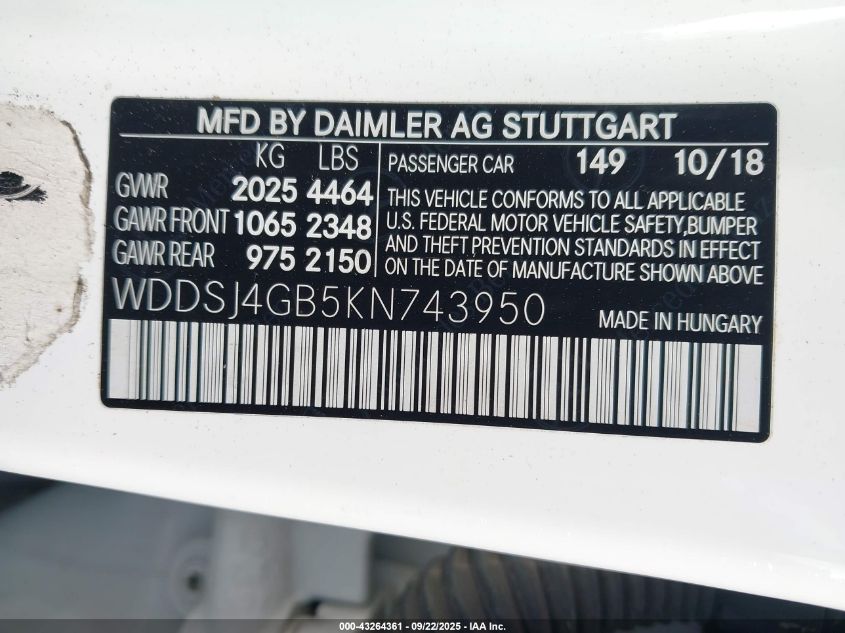 MFD BY DAIMLER AG STUTTGART
KG LBS
GVWR 2025 4464
GAWR FRONT 1065 2348
GAWR REAR 975 2150
PASSENGER CAR 149 10/18
THIS VEHICLE CONFORMS TO ALL APPLICABLE
U.S. FEDERAL MOTOR VEHICLE SAFETY,BUMPER
AND THEFT PREVENTION STANDARDS IN EFFECT
ON THE DATE OF MANUFACTURE SHOWN ABOVE
WDDSJ4GB5KN743950
MADE IN HUNGARY
000-43264361 - 09/22/2025 - IAA Inc.